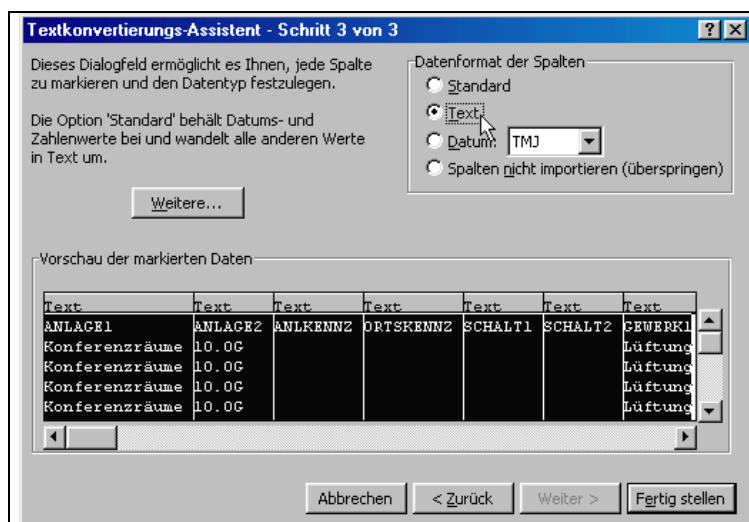 Textkonvertierungs-Assistent - Schritt 3 von 3
Dieses Dialogfeld ermöglicht es Ihnen, jede Spalte
zu markieren und den Datentyp festzulegen.
Die Option 'Standard' behält Datums- und
Zahlenwerte bei und wandelt alle anderen Werte
in Text um.
Weitere...
Datenformat der Spalten
Standard
Text
Datum: TMJ
Spalten nicht importieren (überspringen)
Vorschau der markierten Daten
Text Text Text Text Text Text Text
ANLAGE1 ANLAGE2 ANLKENNZ ORTSKENNZ SCHALT1 SCHALT2 GEWERK1
Konferenzräume 10.OG Lüftung
Konferenzräume 10.OG Lüftung
Konferenzräume 10.OG Lüftung
Konferenzräume 10.OG Lüftung
Abbrechen < Zurück Weiter > Fertig stellen